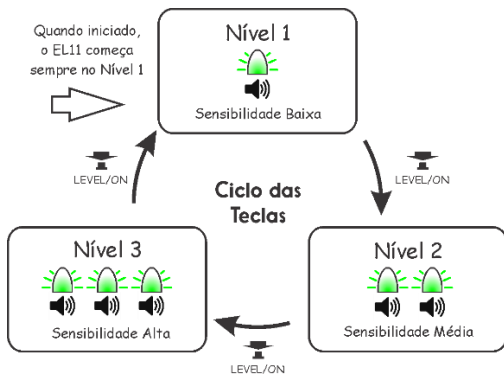 Quando iniciado,
o EL11 começa
sempre no Nível 1
Nível 1
Sensibilidade Baixa
LEVEL/ON
LEVEL/ON
Ciclo das
Teclas
Nível 3
Sensibilidade Alta
Nível 2
Sensibilidade Média
LEVEL/ON